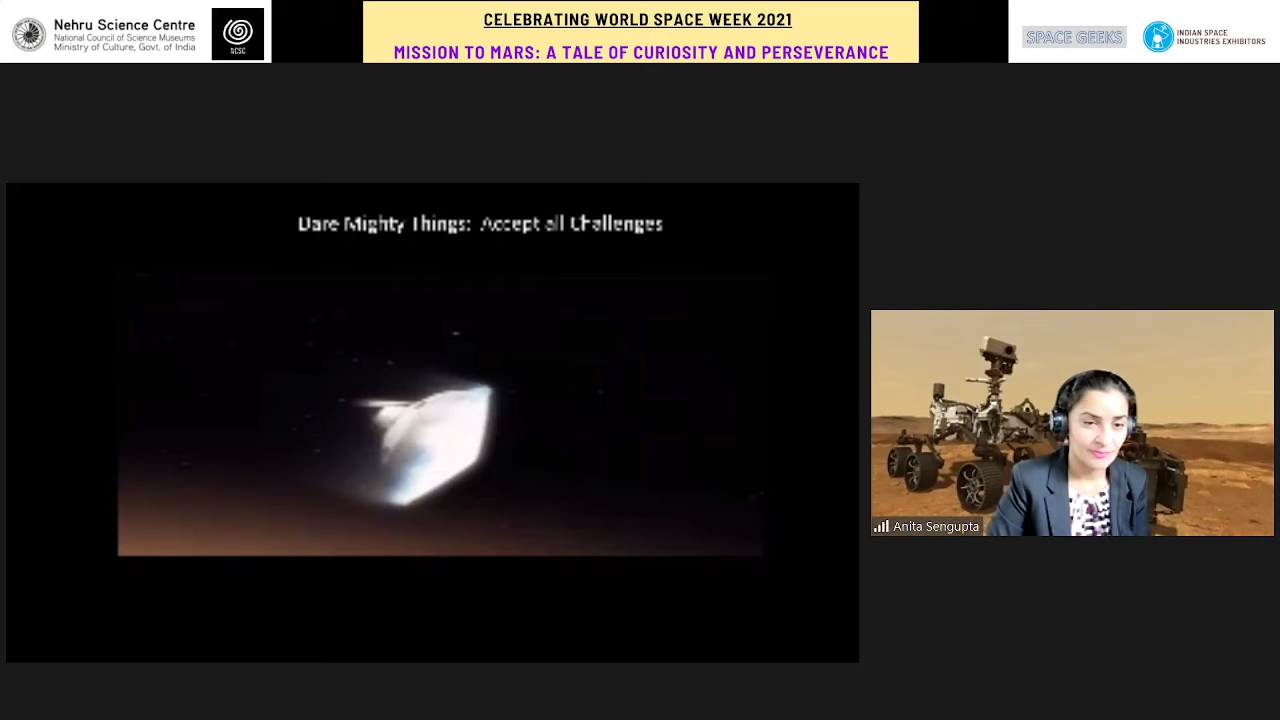 Nehru Science Centre
National Council of Science Museums
Ministry of Culture, Govt. of India
NCSC
CELEBRATING WORLD SPACE WEEK 2021
MISSION TO MARS: A TALE OF CURIOSITY AND PERSEVERANCE
SPACE GEEKS
INDIAN SPACE
INDUSTRIES EXHIBITORS
Dare Mighty Things: Accept all Challenges
Anita Sengupta